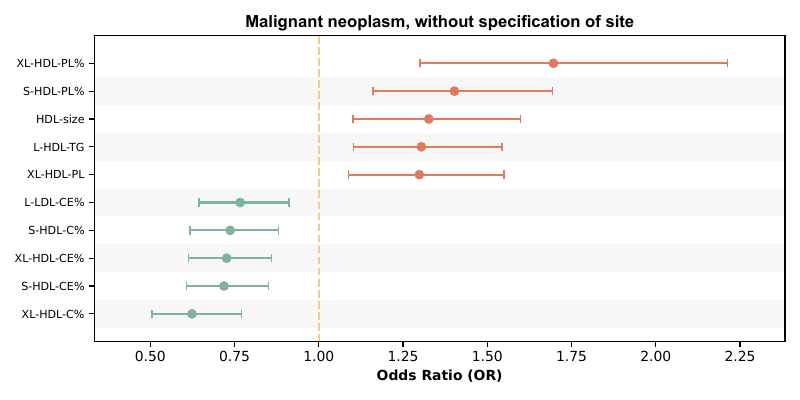 Malignant neoplasm, without specification of site
XL-HDL-PL%
S-HDL-PL%
HDL-size
L-HDL-TG
XL-HDL-PL
L-LDL-CE%
S-HDL-C%
XL-HDL-CE%
S-HDL-CE%
XL-HDL-C%
0.50 0.75 1.00 1.25 1.50 1.75 2.00 2.25
Odds Ratio (OR)